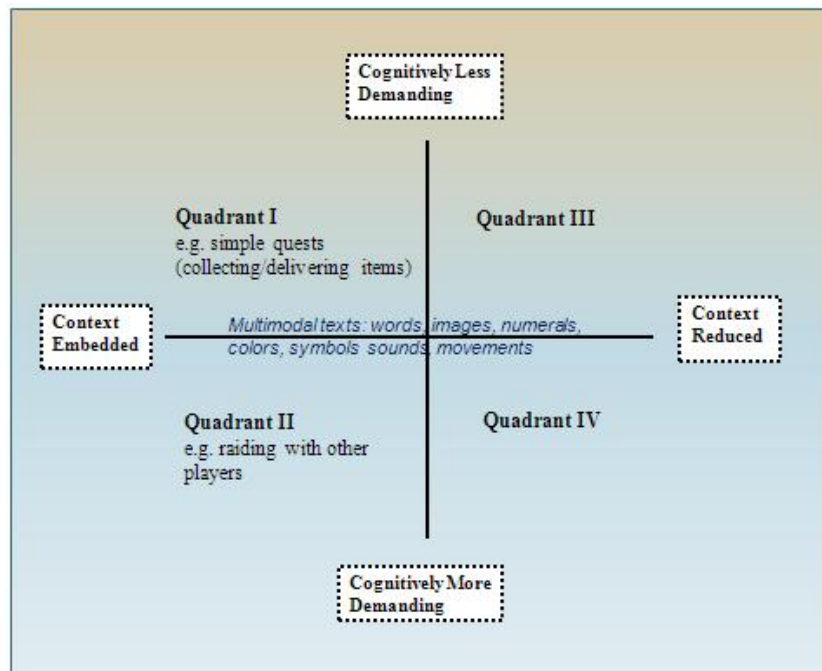 Cognitively Less
Demanding
Quadrant I
e.g. simple quests
(collecting/delivering items)
Quadrant III
Context
Embedded
Multimodal texts: words, images, numerals,
colors, symbols sounds, movements
Context
Reduced
Quadrant II
e.g. raiding with other
players
Quadrant IV
Cognitively More
Demanding